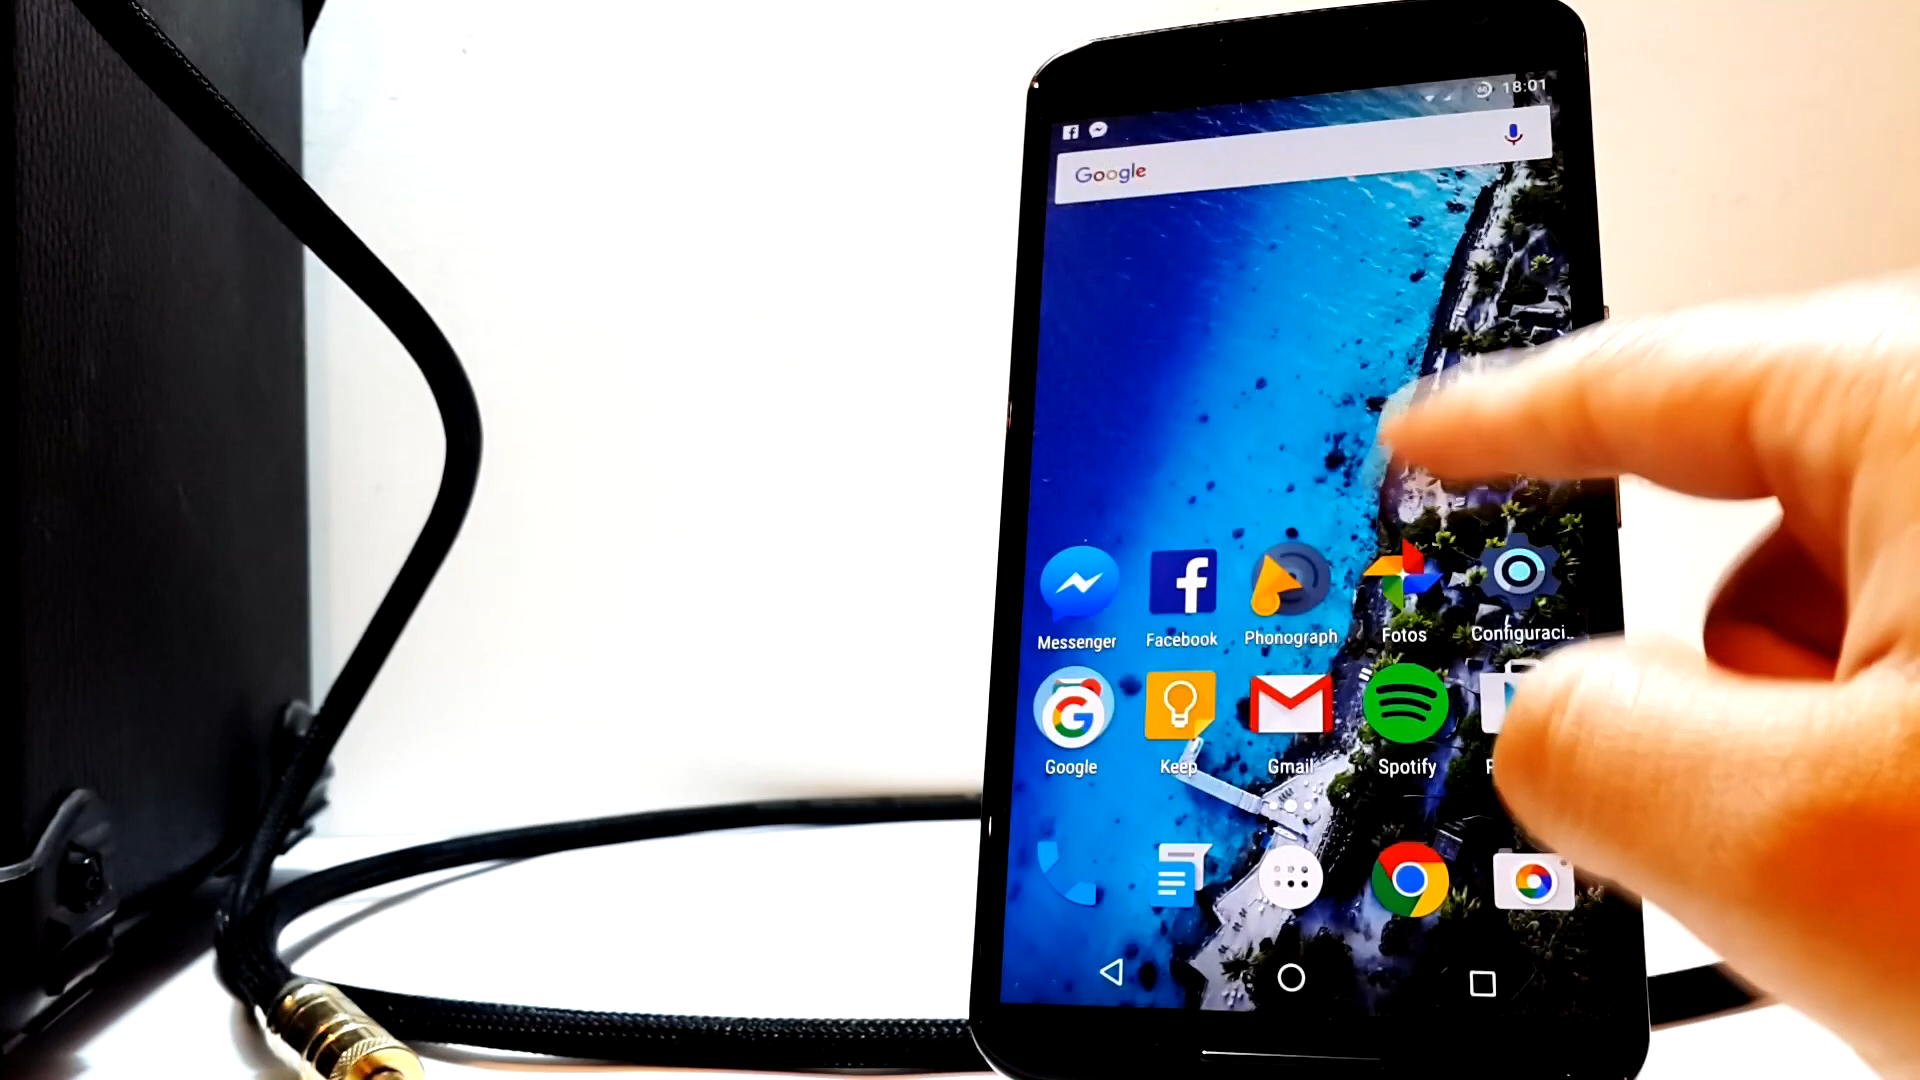 18:01
Google
Messenger Facebook Phonograph Fotos Configuraci...
Google Keep Gmail Spotify